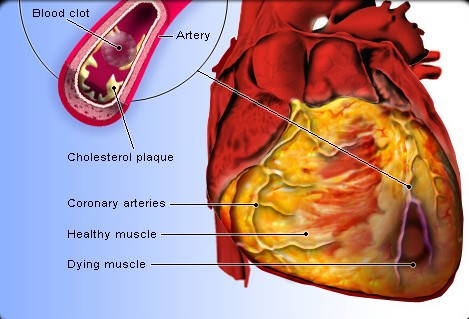 Blood clot
Artery
Cholesterol plaque
Coronary arteries
Healthy muscle
Dying muscle